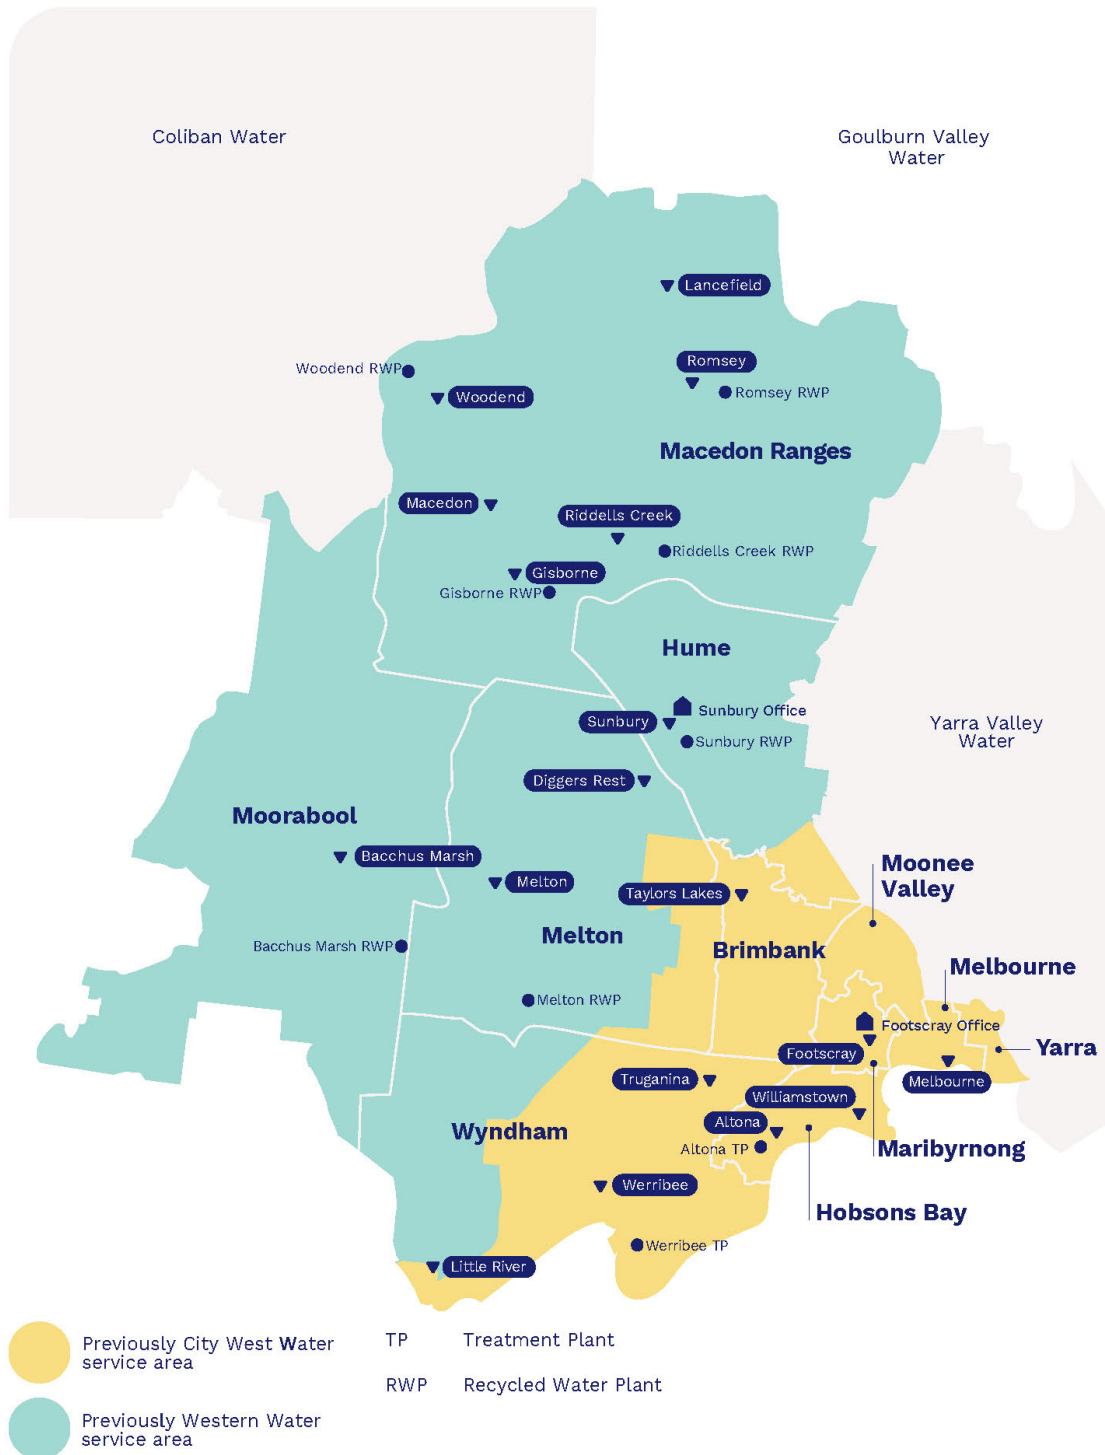 Coliban Water
Goulburn Valley
Water
Lancefield
Romsey
Woodend RWP
Romsey RWP
Woodend
Macedon Ranges
Macedon
Riddells Creek
Riddells Creek RWP
Gisborne
Gisborne RWP
Hume
Sunbury Office
Sunbury
Yarra Valley
Water
Sunbury RWP
Diggers Rest
Moorabool
Bacchus Marsh
Moonee
Valley
Melton
Taylors Lakes
Melton
Brimbank
Bacchus Marsh RWP
Melbourne
Melton RWP
Footscray Office
Yarra
Footscray
Truganina
Melbourne
Williamstown
Altona
Wyndham
Altona TP
Maribyrnong
Werribee
Hobsons Bay
Werribee TP
Little River
Previously City West Water
service area
TP Treatment Plant
RWP Recycled Water Plant
Previously Western Water
service area